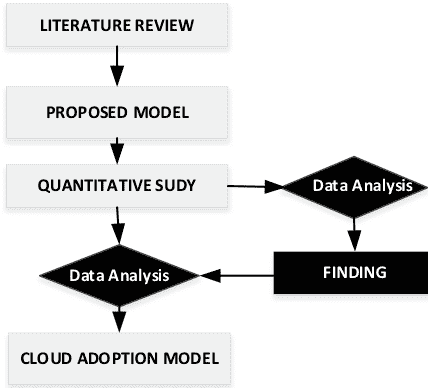 LITERATURE REVIEW
PROPOSED MODEL
QUANTITATIVE SUDY
Data Analysis
Data Analysis
FINDING
CLOUD ADOPTION MODEL